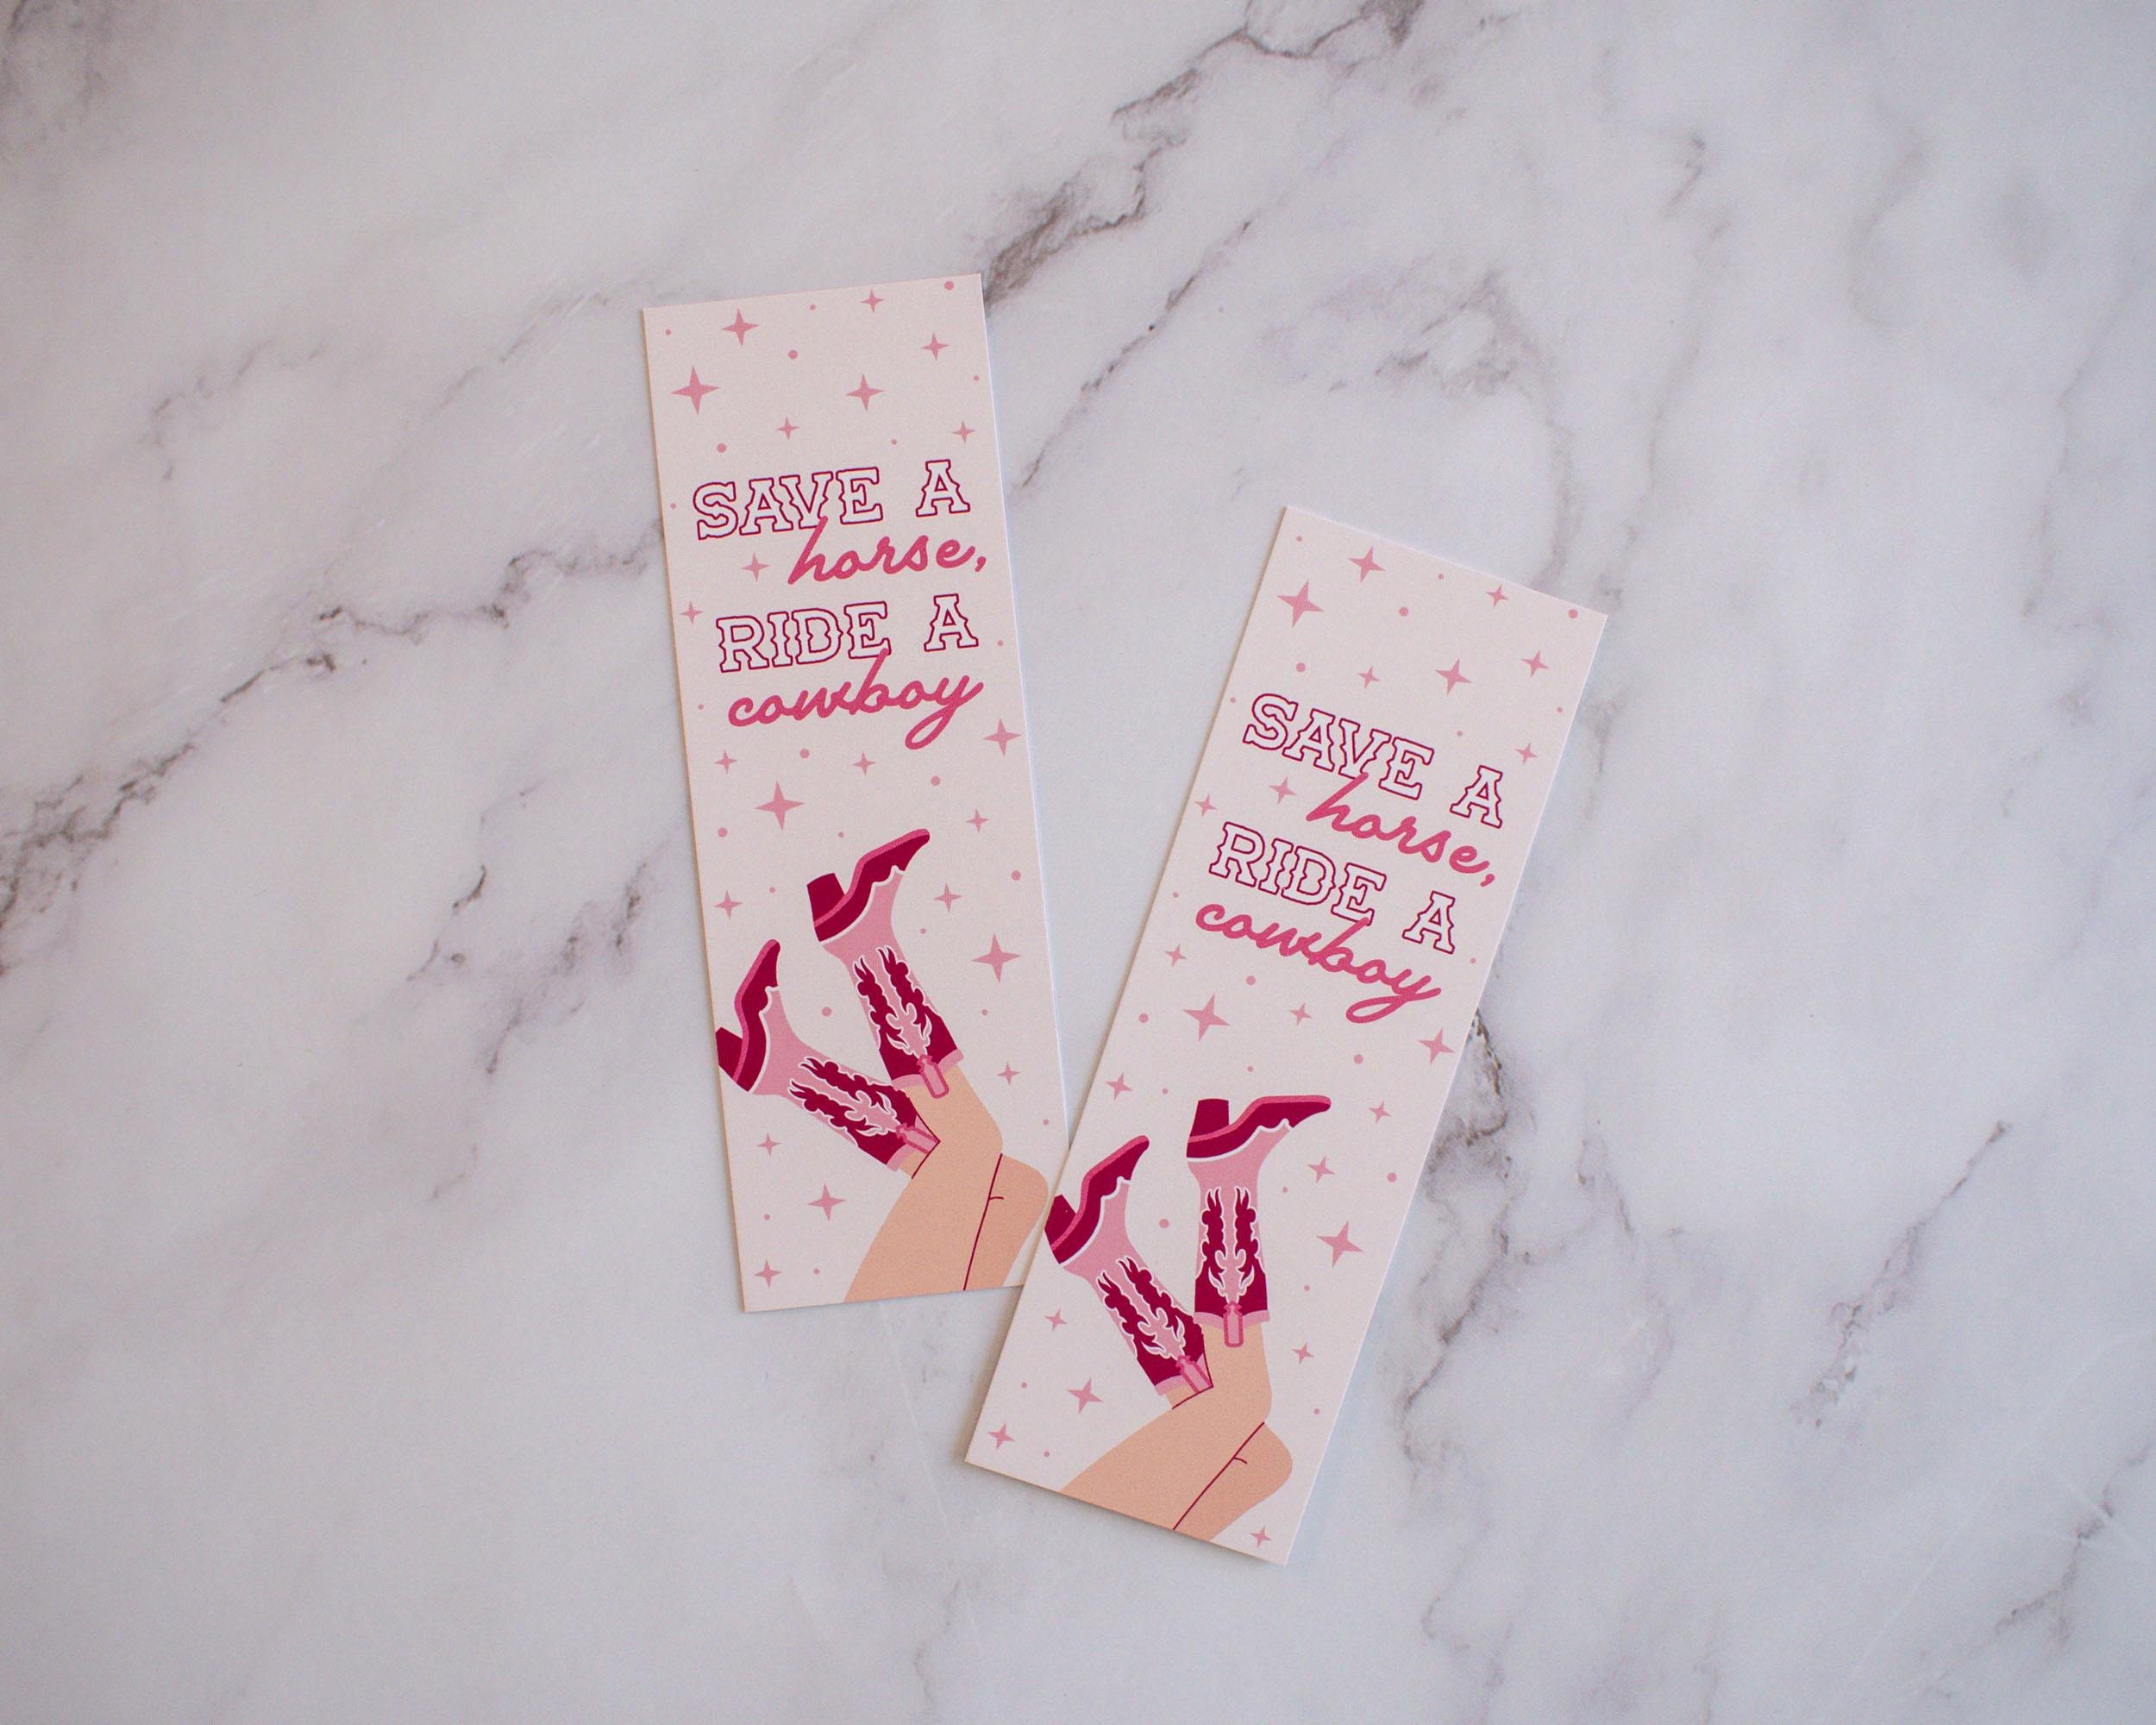 SAVE A
horse,
RIDE A
cowboy
SAVE A
horse,
RIDE A
cowboy